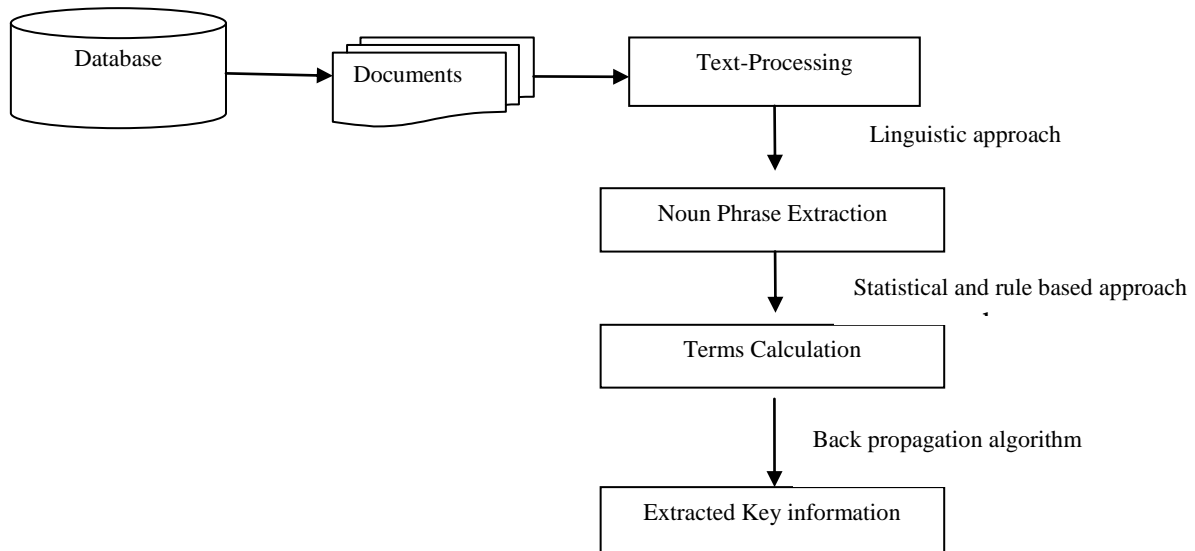 Database
Documents
Text-Processing
Linguistic approach
Noun Phrase Extraction
Statistical and rule based approach
Terms Calculation
Back propagation algorithm
Extracted Key information